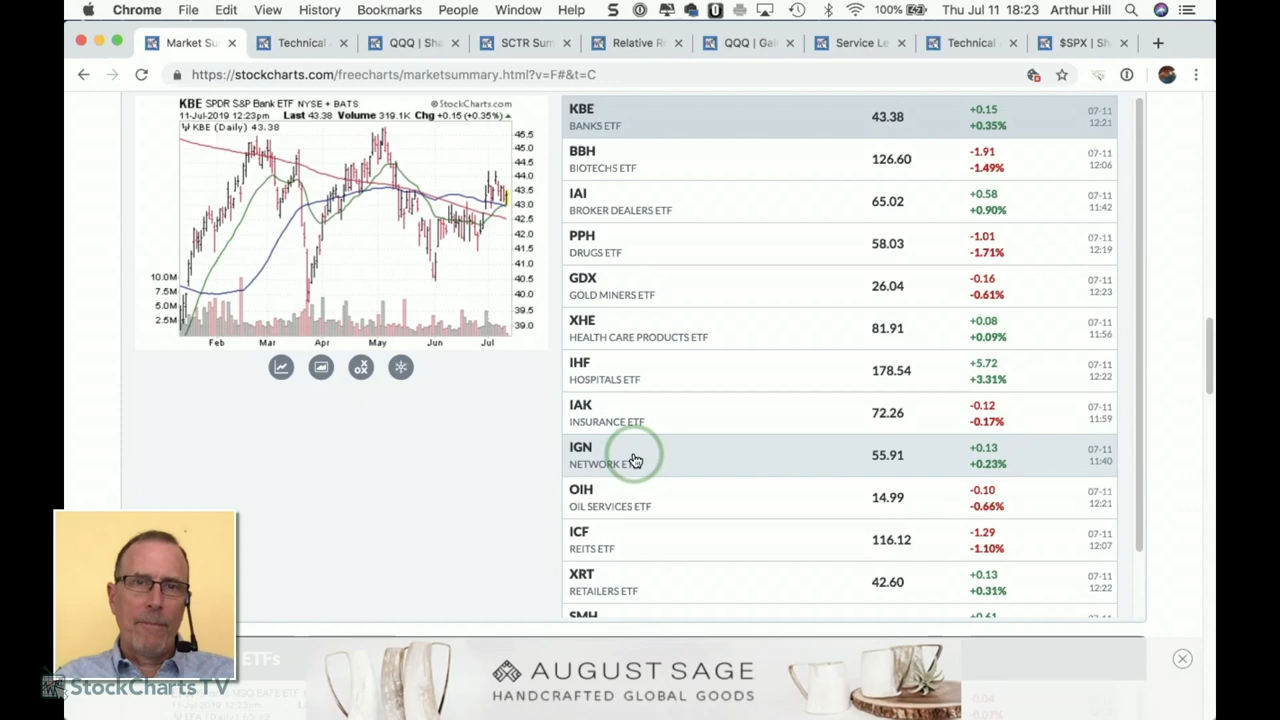 Chrome File Edit View History Bookmarks People Window Help 100% Thu Jul 11 18:23 Arthur Hill
Market Su Technical QQQ | Sha SCTR Sum Relative Ro QQQ | Gal Service Le Technical $SPX | Sh
https://stockcharts.com/freecharts/marketsummary.html?v=F#&t=C
KBE SPDR S&P Bank ETF NYSE + BATS © StockCharts.com
11-Jul-2019 12:23pm Last 43.38 Volume 319.1K Chg +0.15 (+0.35%)
KBE (Daily) 43.38
45.5
45.0
44.5
44.0
43.5
43.0
42.5
42.0
41.5
41.0
40.5
40.0
39.5
39.0
10.0M
7.5M
5.0M
2.5M
Feb Mar Apr May Jun Jul
KBE 43.38 +0.15 07-11
BANKS ETF +0.35% 12:21
BBH 126.60 -1.91 07-11
BIOTECHS ETF -1.49% 12:06
IAI 65.02 +0.58 07-11
BROKER DEALERS ETF +0.90% 11:42
PPH 58.03 -1.01 07-11
DRUGS ETF -1.71% 12:19
GDX 26.04 -0.16 07-11
GOLD MINERS ETF -0.61% 12:23
XHE 81.91 +0.08 07-11
HEALTH CARE PRODUCTS ETF +0.09% 11:56
IHF 178.54 +5.72 07-11
HOSPITALS ETF +3.31% 12:22
IAK 72.26 -0.12 07-11
INSURANCE ETF -0.17% 11:59
IGN 55.91 +0.13 07-11
NETWORK ETF +0.23% 11:40
OIH 14.99 -0.10 07-11
OIL SERVICES ETF -0.66% 12:21
ICF 116.12 -1.29 07-11
REITS ETF -1.10% 12:07
XRT 42.60 +0.13 07-11
RETAILERS ETF +0.31% 12:22
SMH +0.61
ETFs
AUGUST SAGE
HANDCRAFTED GLOBAL GOODS
StockCharts TV